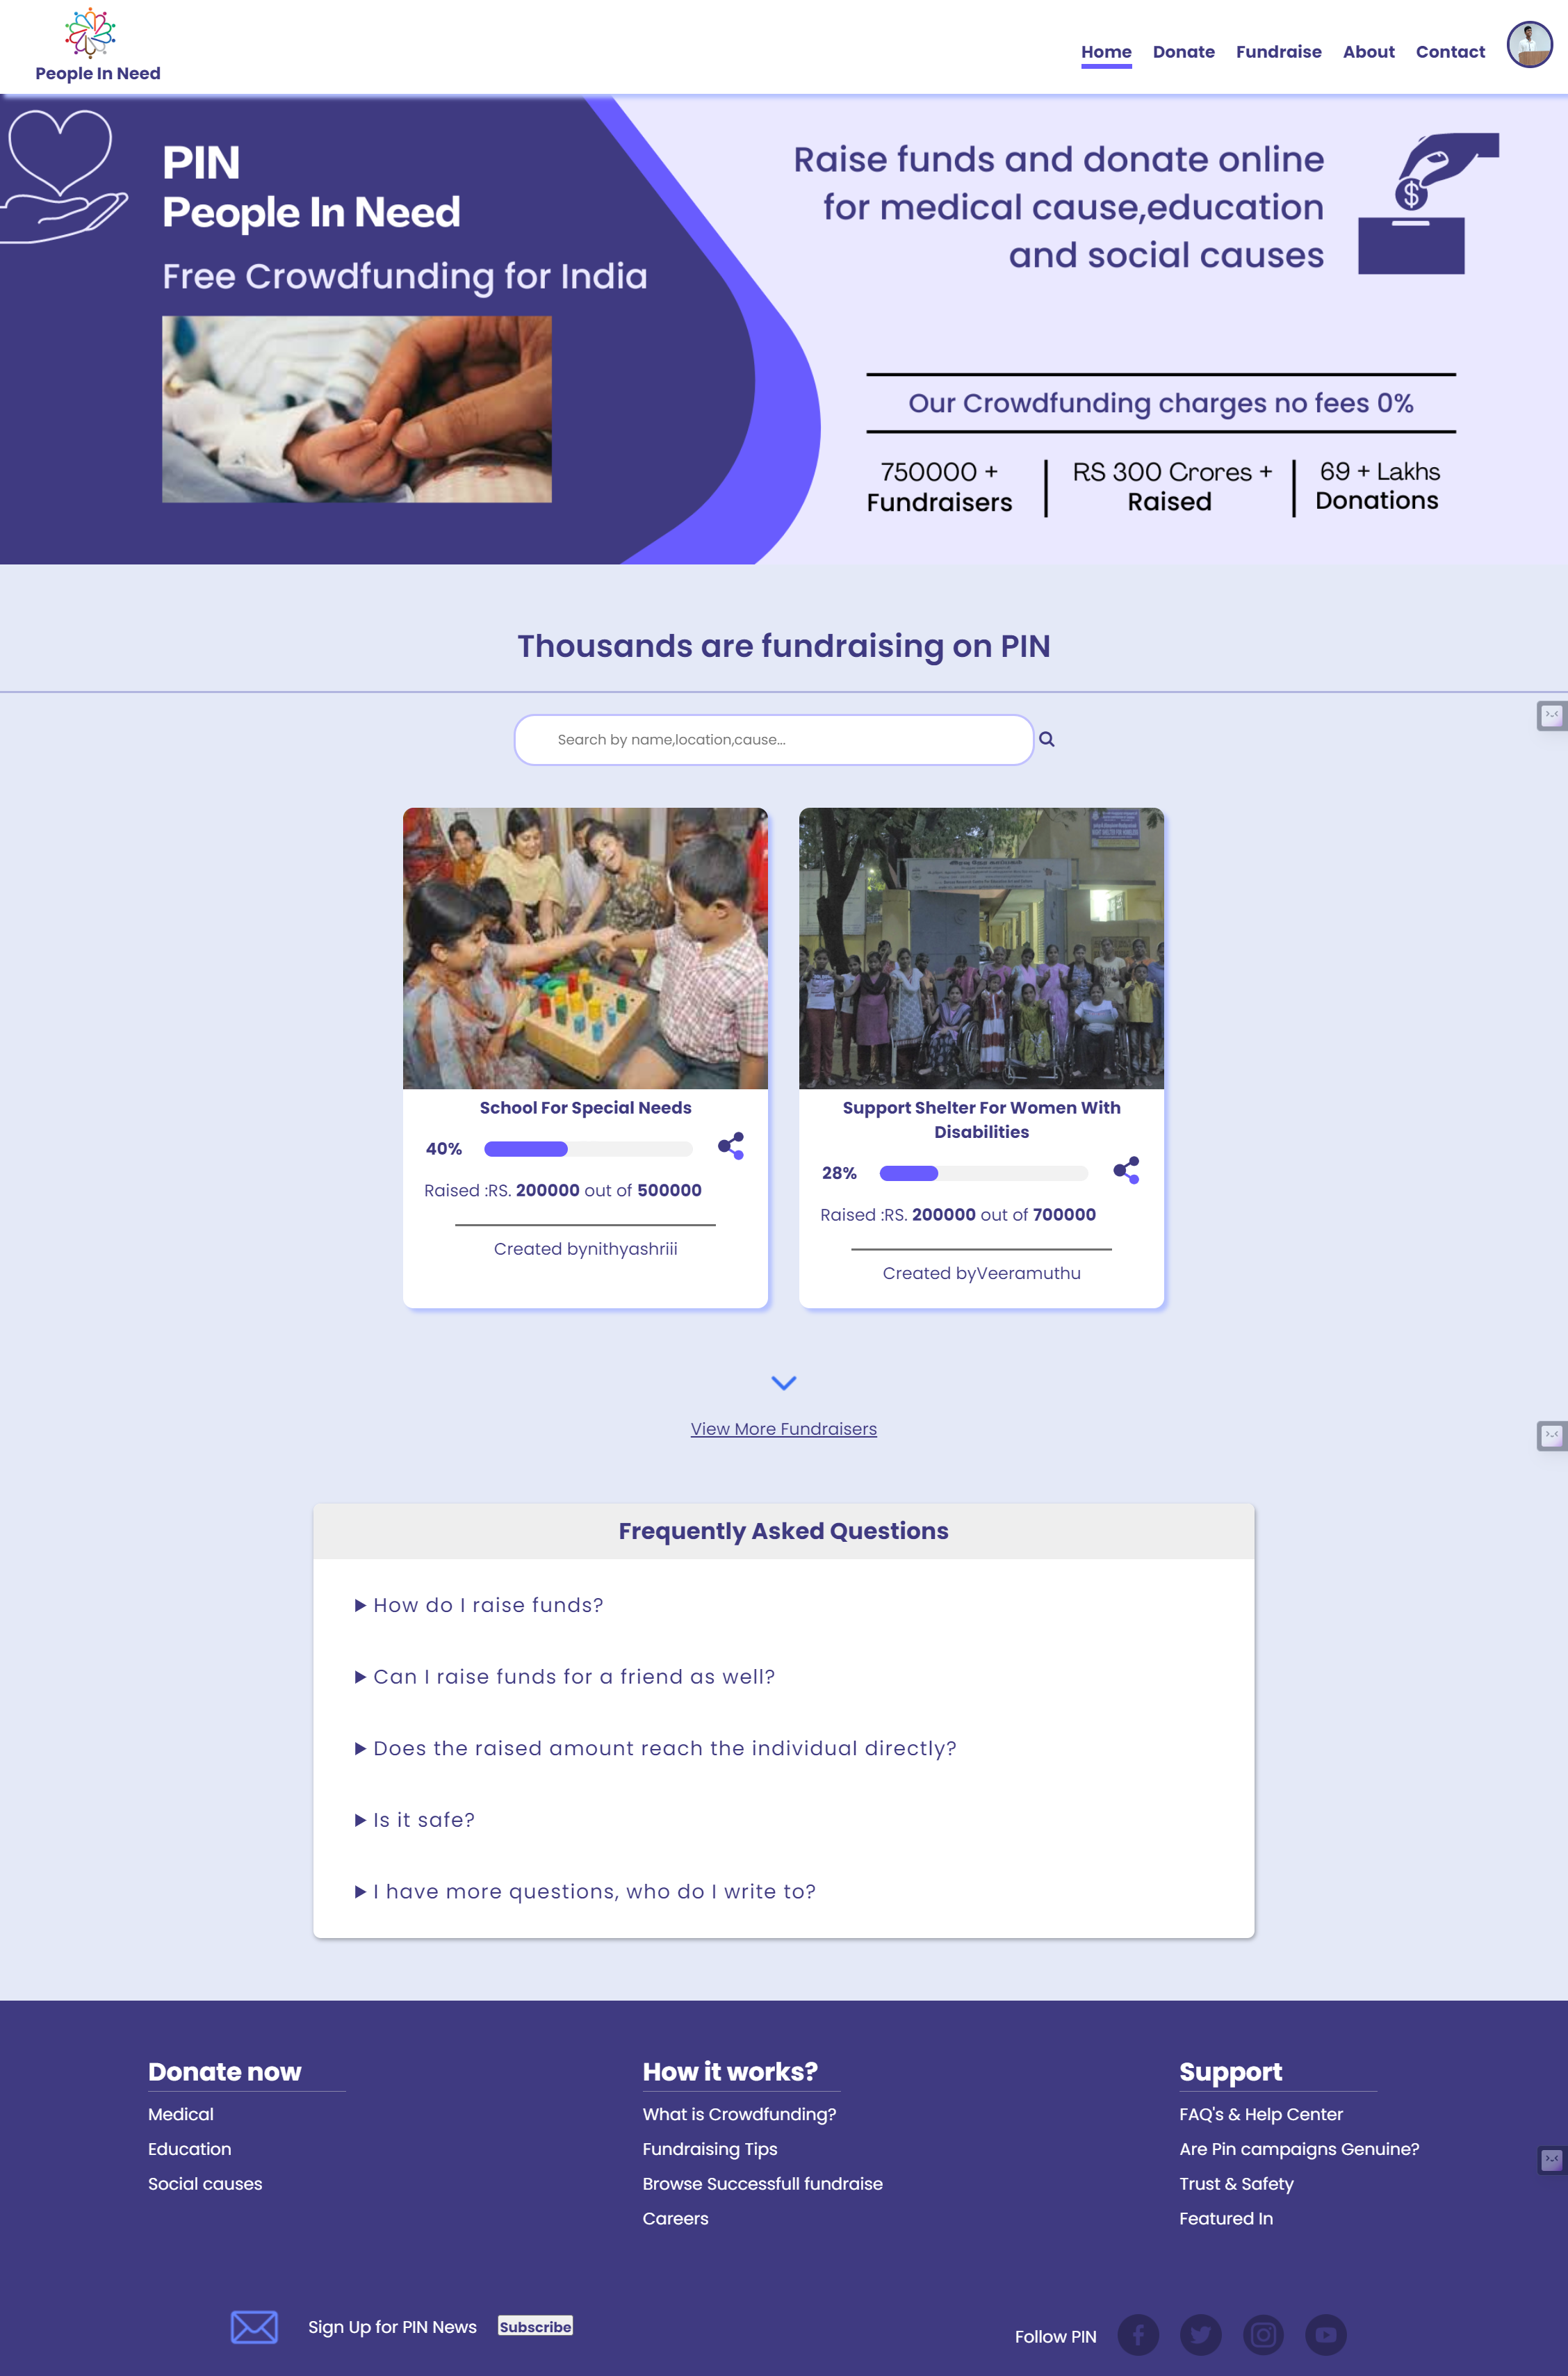 People In Need
Home Donate Fundraise About Contact
PIN
People In Need
Free Crowdfunding for India
Raise funds and donate online
for medical cause,education
and social causes
$
Our Crowdfunding charges no fees 0%
750000 +
Fundraisers
RS 300 Crores +
Raised
69 + Lakhs
Donations
Thousands are fundraising on PIN
Search by name,location,cause...
School For Special Needs
40%
Raised :RS. 200000 out of 500000
Created bynithyashriii
Support Shelter For Women With
Disabilities
28%
Raised :RS. 200000 out of 700000
Created byVeeramuthu
View More Fundraisers
Frequently Asked Questions
How do I raise funds?
Can I raise funds for a friend as well?
Does the raised amount reach the individual directly?
Is it safe?
I have more questions, who do I write to?
Donate now
Medical
Education
Social causes
How it works?
What is Crowdfunding?
Fundraising Tips
Browse Successfull fundraise
Careers
Support
FAQ's & Help Center
Are Pin campaigns Genuine?
Trust & Safety
Featured In
Sign Up for PIN News
Subscribe
Follow PIN